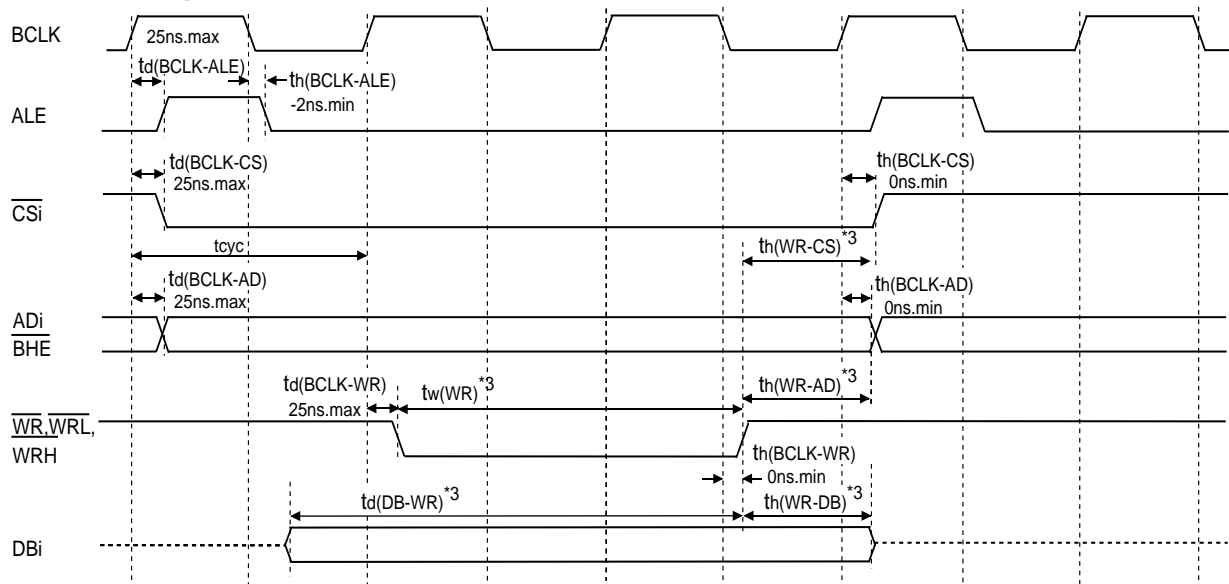 BCLK
25ns.max
td(BCLK-ALE)
th(BCLK-ALE)
-2ns.min
ALE
td(BCLK-CS)
25ns.max
th(BCLK-CS)
0ns.min
CSi
tcyc
th(WR-CS)*3
td(BCLK-AD)
25ns.max
th(BCLK-AD)
0ns.min
ADi
BHE
td(BCLK-WR)
25ns.max
tw(WR)*3
th(WR-AD)*3
WR,WRL,
WRH
th(BCLK-WR)
0ns.min
td(DB-WR)*3
th(WR-DB)*3
DBi